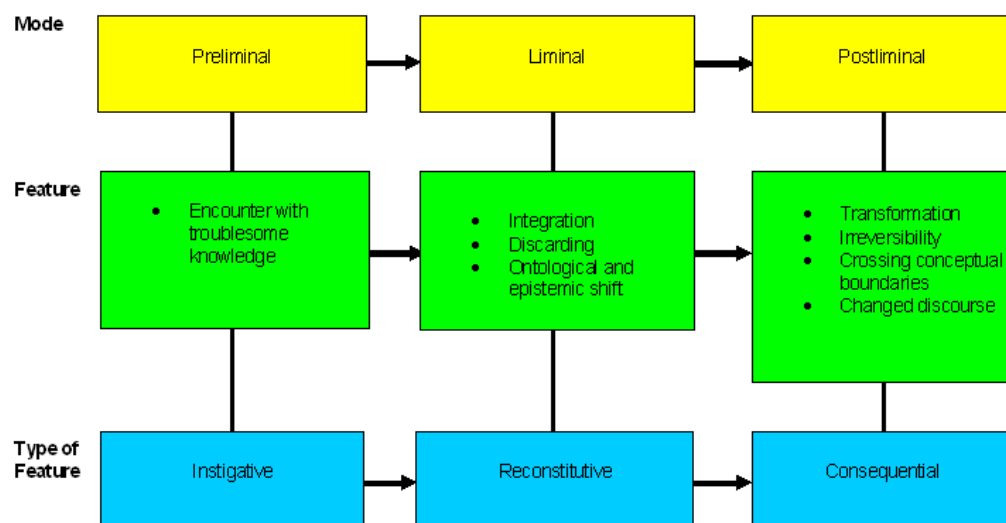 Mode
Preliminal
Liminal
Postliminal
Feature
• Encounter with
troublesome
knowledge
• Integration
• Discarding
• Ontological and
epistemic shift
• Transformation
• Irreversibility
• Crossing conceptual
boundaries
• Changed discourse
Type of
Feature
Instigative
Reconstitutive
Consequential